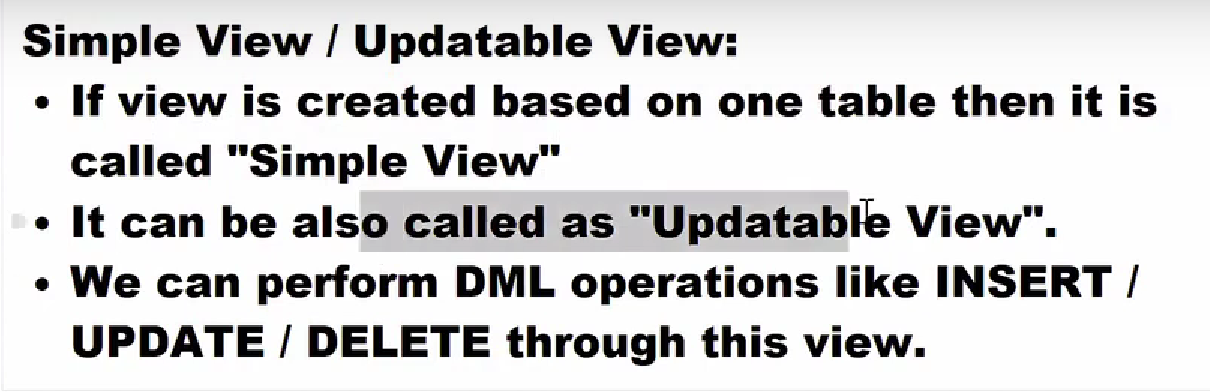 Simple View / Updatable View:
• If view is created based on one table then it is
called "Simple View"
• It can be also called as "Updatable View".
• We can perform DML operations like INSERT /
UPDATE / DELETE through this view.